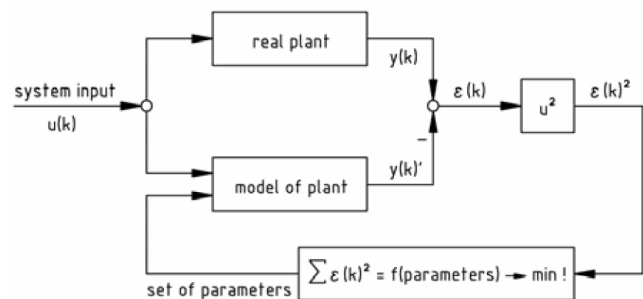 real plant
y(k)
system input
u(k)
ε(k)
u²
ε(k)²
–
model of plant
y(k)'
set of parameters
∑ ε(k)² = f(parameters) → min !